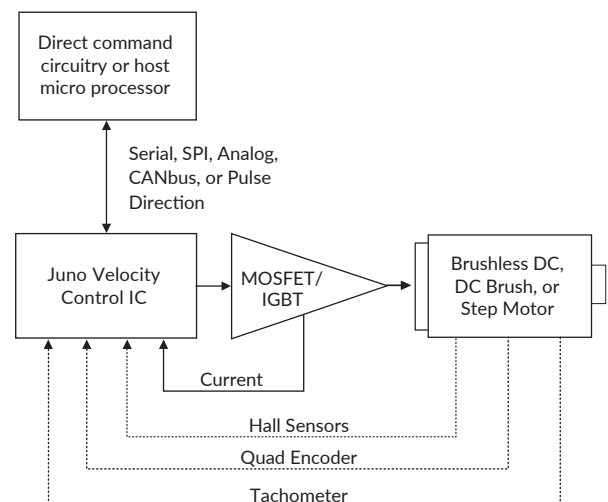 Direct command
circuitry or host
micro processor
Serial, SPI, Analog,
CANbus, or Pulse
Direction
Juno Velocity
Control IC
MOSFET/
IGBT
Brushless DC,
DC Brush, or
Step Motor
Current
Hall Sensors
Quad Encoder
Tachometer